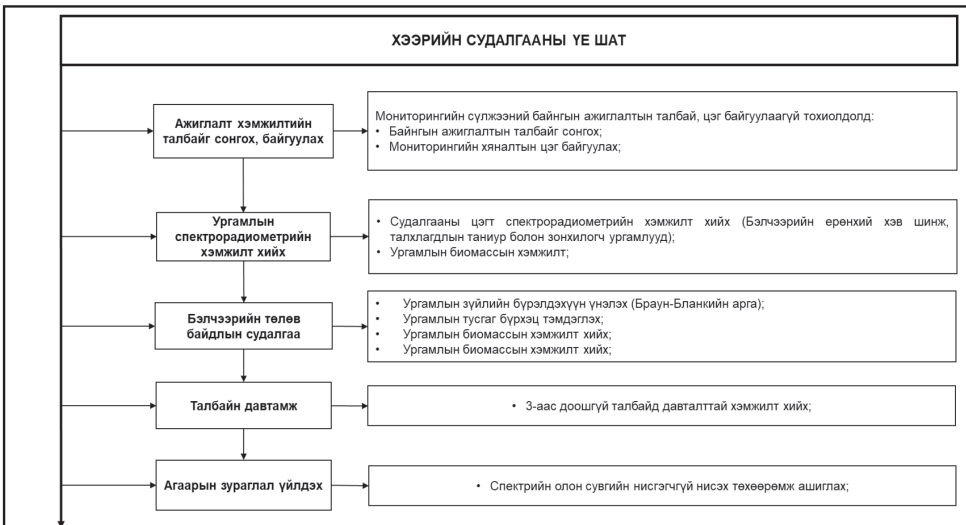 ХЭЭРИЙН СУДАЛГААНЫ ҮЕ ШАТ
Ажиглалт хэмжилтийн
талбайг сонгох, байгуулах
Мониторингийн сүлжээний байнгын ажиглалтын талбай, цэг байгуулаагүй тохиолдолд:
• Байнгын ажиглалтын талбайг сонгох;
• Мониторингийн хяналтын цэг байгуулах;
Ургамлын
спектрорадиометрийн
хэмжилт хийх
• Судалгааны цэгт спектрорадиометрийн хэмжилт хийх (Бэлчээрийн ерөнхий хэв шинж,
талхлагдлын таниур болон зонхилогч ургамлууд);
• Ургамлын биомассын хэмжилт;
Бэлчээрийн төлөв
байдлын судалгаа
• Ургамлын зүйлийн бүрэлдэхүүн үнэлэх (Браун-Бланкийн арга);
• Ургамлын тусгаг бүрхэц тэмдэглэх;
• Ургамлын биомассын хэмжилт хийх;
• Ургамлын биомассын хэмжилт хийх;
Талбайн давтамж
• 3-аас доошгүй талбайд давталттай хэмжилт хийх;
Агаарын зураглал үйлдэх
• Спектрийн олон сувгийн нисгэгчгүй нисэх төхөөрөмж ашиглах;